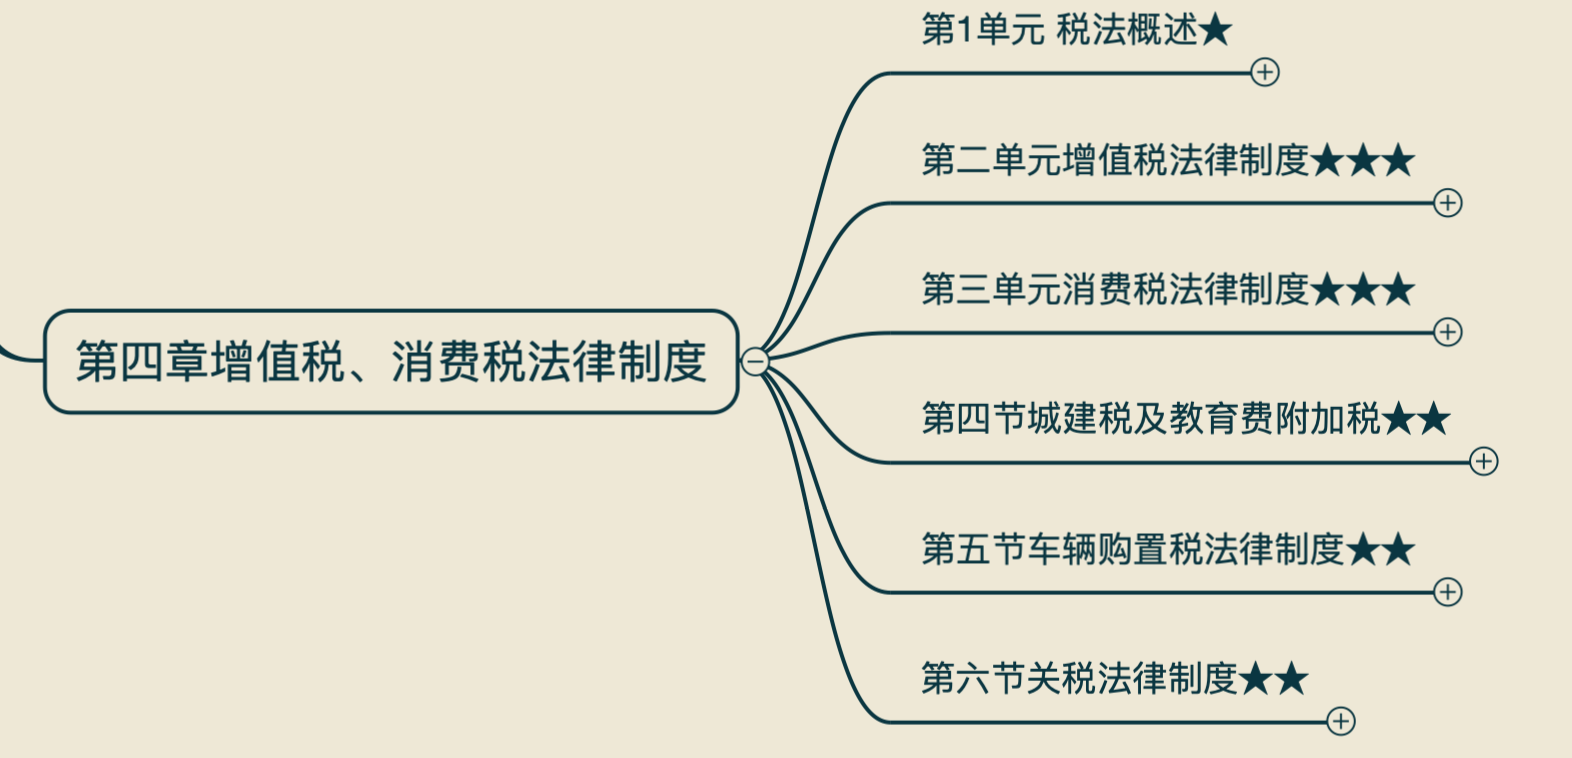 第1单元 税法概述★
第二单元增值税法律制度★★★
第三单元消费税法律制度★★★
第四章增值税、消费税法律制度
第四节城建税及教育费附加税★★
第五节车辆购置税法律制度★★
第六节关税法律制度★★